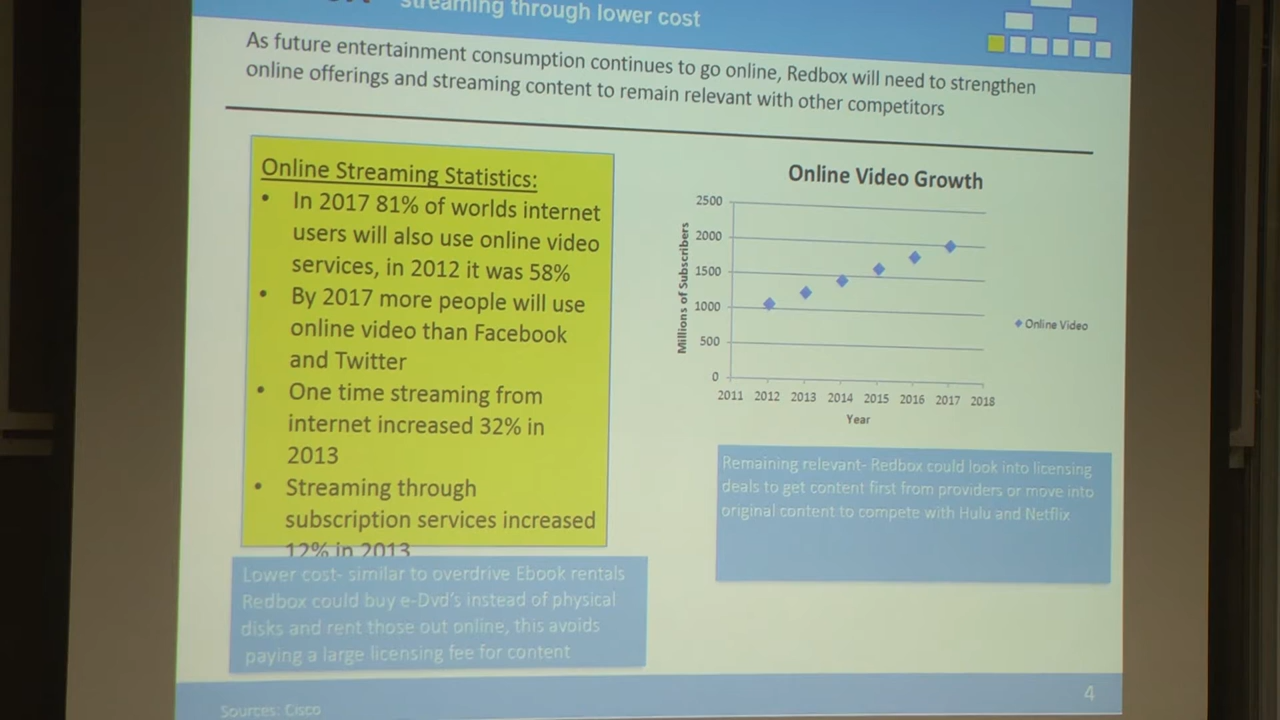 streaming through lower cost
As future entertainment consumption continues to go online, Redbox will need to strengthen
online offerings and streaming content to remain relevant with other competitors
Online Streaming Statistics:
• In 2017 81% of worlds internet
users will also use online video
services, in 2012 it was 58%
• By 2017 more people will use
online video than Facebook
and Twitter
• One time streaming from
internet increased 32% in
2013
• Streaming through
subscription services increased
12% in 2013
Lower cost- similar to overdrive Ebook rentals
Redbox could buy e-Dvd's instead of physical
disks and rent those out online, this avoids
paying a large licensing fee for content
Online Video Growth
Millions of Subscribers
2500
2000
1500
1000
500
0
2011 2012 2013 2014 2015 2016 2017 2018
Year
Online Video
Remaining relevant- Redbox could look into licensing
deals to get content first from providers or move into
original content to compete with Hulu and Netflix
Sources: Cisco
4